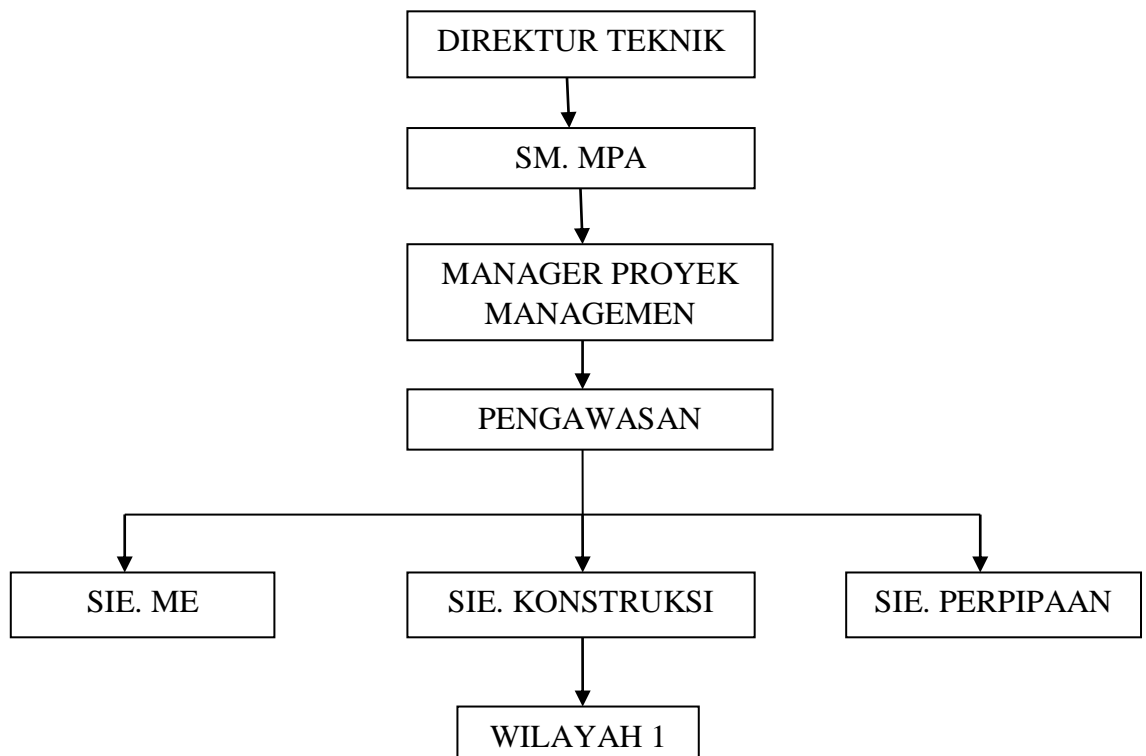 DIREKTUR TEKNIK
SM. MPA
MANAGER PROYEK
MANAGEMEN
PENGAWASAN
SIE. ME
SIE. KONSTRUKSI
SIE. PERPIPAAN
WILAYAH 1